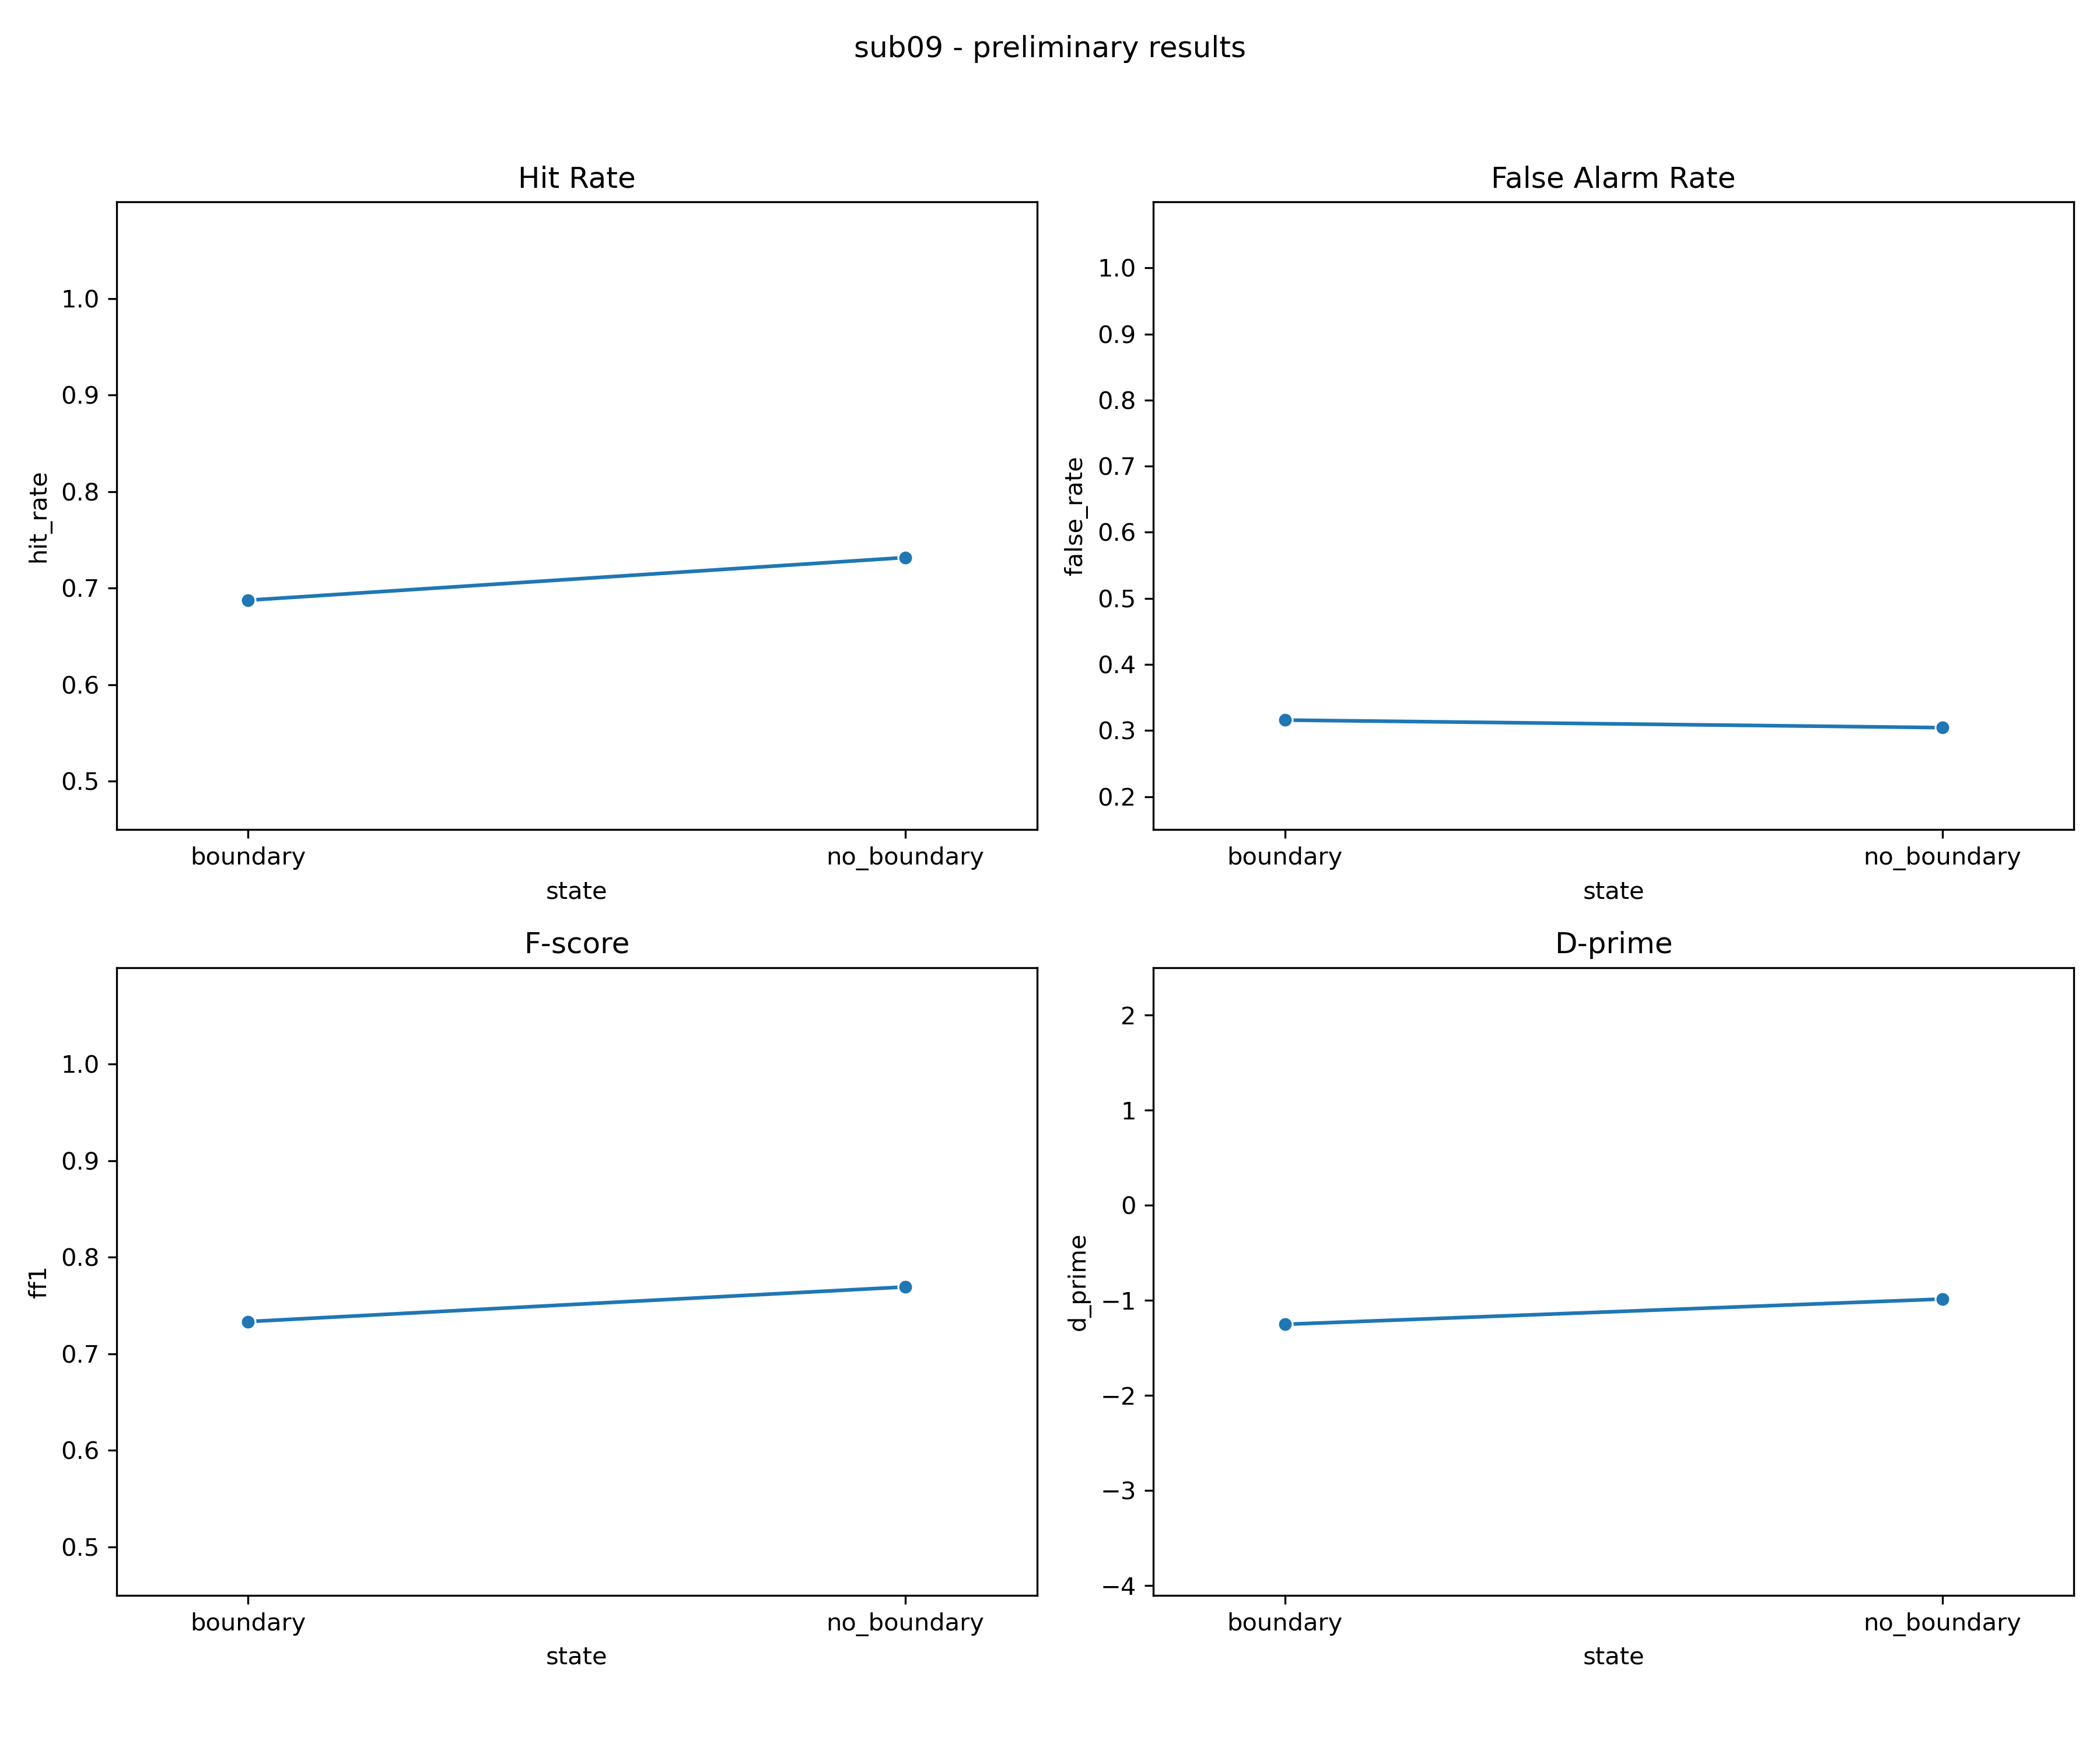 sub09 - preliminary results
Hit Rate
1.0
0.9
0.8
0.7
0.6
0.5
hit_rate
boundary
no_boundary
state
False Alarm Rate
1.0
0.9
0.8
0.7
0.6
0.5
0.4
0.3
0.2
false_rate
boundary
no_boundary
state
F-score
1.0
0.9
0.8
0.7
0.6
0.5
ff1
boundary
no_boundary
state
D-prime
2
1
0
−1
−2
−3
−4
d_prime
boundary
no_boundary
state